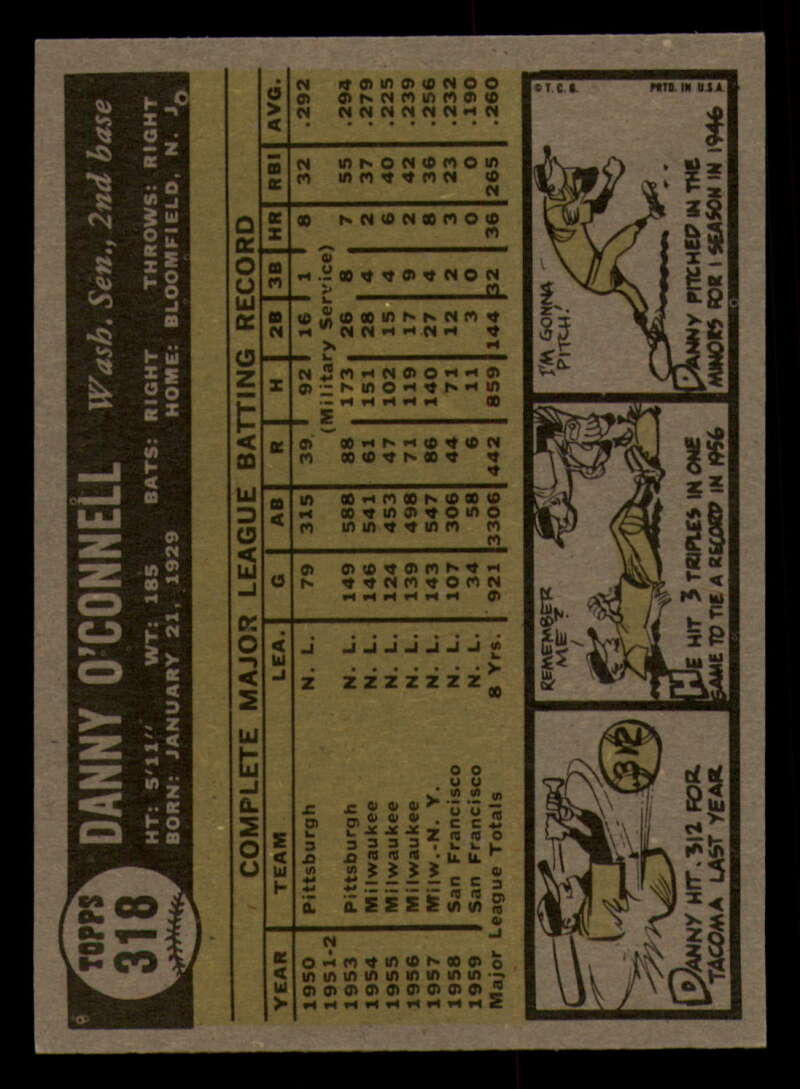 TOPPS
318
DANNY O'CONNELL Wash. Sen., 2nd base
HT: 5'11" WT: 185 BATS: RIGHT THROWS: RIGHT
BORN: JANUARY 21, 1929 HOME: BLOOMFIELD, N. J.
COMPLETE MAJOR LEAGUE BATTING RECORD
YEAR TEAM LEA. G AB R H 2B 3B HR RBI AVG.
1950 Pittsburgh N. L. 79 315 39 92 16 1 8 32 .292
1951-2 (Military Service)
1953 Pittsburgh N. L. 149 588 88 173 26 8 7 55 .294
1954 Milwaukee N. L. 146 541 61 151 28 4 2 37 .279
1955 Milwaukee N. L. 124 453 47 102 15 4 6 40 .225
1956 Milwaukee N. L. 139 498 71 119 17 9 2 42 .239
1957 Milw.-N. Y. N. L. 143 547 86 140 27 4 8 36 .256
1958 San Francisco N. L. 107 306 44 71 12 2 3 23 .232
1959 San Francisco N. L. 34 58 6 11 3 0 0 0 .190
Major League Totals 8 Yrs. 921 3306 442 859 144 32 36 265 .260
.312
DANNY HIT .312 FOR
TACOMA LAST YEAR
REMEMBER
ME?
HE HIT 3 TRIPLES IN ONE
GAME TO TIE A RECORD IN 1956
© T. C. G. PRTD. IN U.S.A.
I'M GONNA
PITCH!
DANNY PITCHED IN THE
MINORS FOR 1 SEASON IN 1946
8